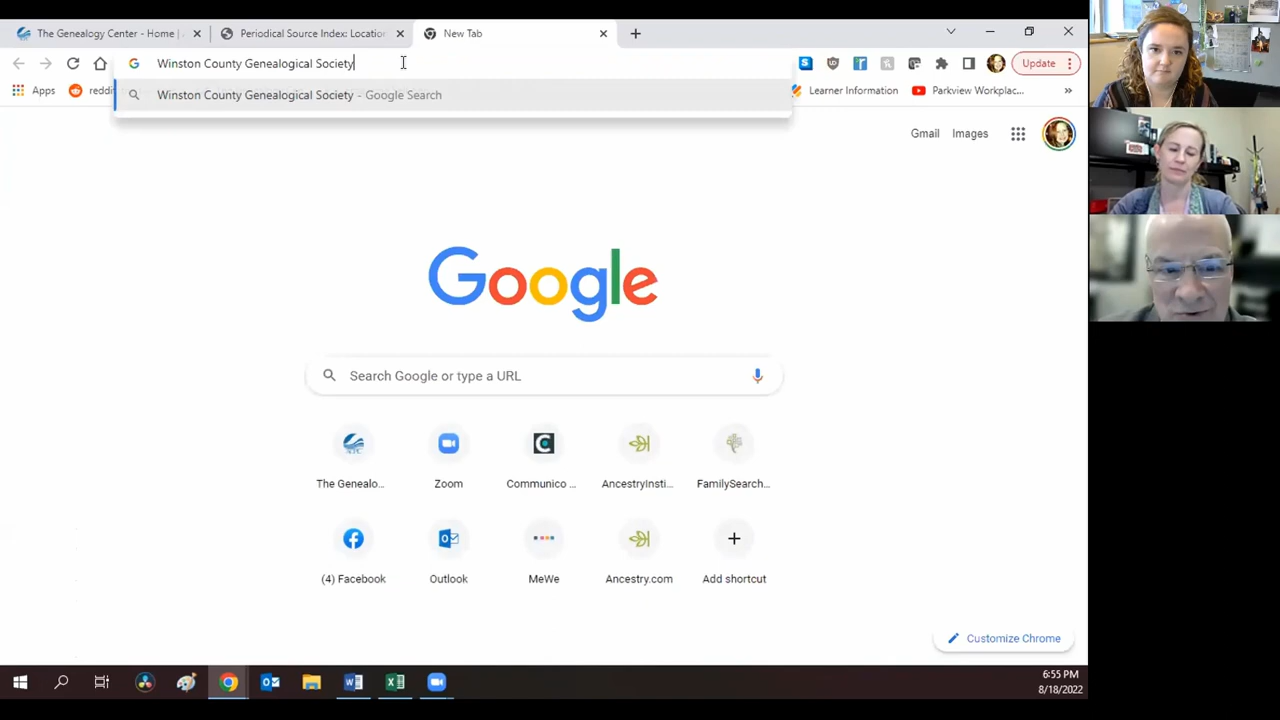 The Genealogy Center - Home |
Periodical Source Index: Location
New Tab
Winston County Genealogical Society
Update
Winston County Genealogical Society - Google Search
Apps
reddi
Learner Information
Parkview Workplac...
»
Gmail
Images
Google
Search Google or type a URL
The Genealo...
Zoom
Communico ...
AncestryInsti...
FamilySearch...
(4) Facebook
Outlook
MeWe
Ancestry.com
Add shortcut
Customize Chrome
6:55 PM
8/18/2022